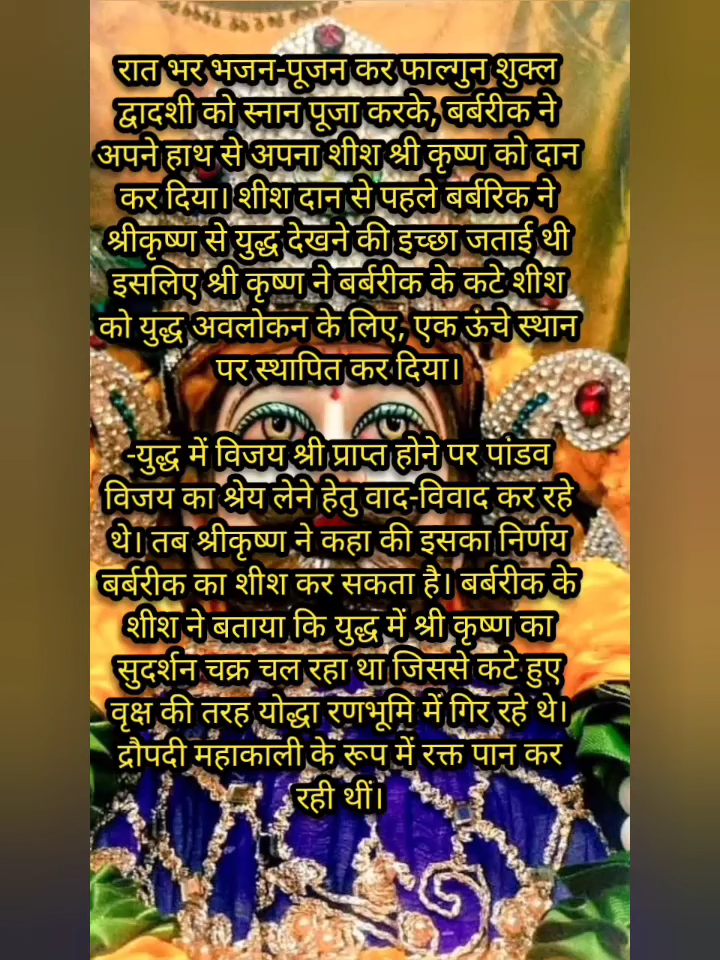 रात भर भजन-पूजन कर फाल्गुन शुक्ल
द्वादशी को स्नान पूजा करके, बर्बरीक ने
अपने हाथ से अपना शीश श्री कृष्ण को दान
कर दिया। शीश दान से पहले बर्बरिक ने
श्रीकृष्ण से युद्ध देखने की इच्छा जताई थी
इसलिए श्री कृष्ण ने बर्बरीक के कटे शीश
को युद्ध अवलोकन के लिए, एक ऊंचे स्थान
पर स्थापित कर दिया।
-युद्ध में विजय श्री प्राप्त होने पर पांडव
विजय का श्रेय लेने हेतु वाद-विवाद कर रहे
थे। तब श्रीकृष्ण ने कहा की इसका निर्णय
बर्बरीक का शीश कर सकता है। बर्बरीक के
शीश ने बताया कि युद्ध में श्री कृष्ण का
सुदर्शन चक्र चल रहा था जिससे कटे हुए
वृक्ष की तरह योद्धा रणभूमि में गिर रहे थे।
द्रौपदी महाकाली के रूप में रक्त पान कर
रही थीं।